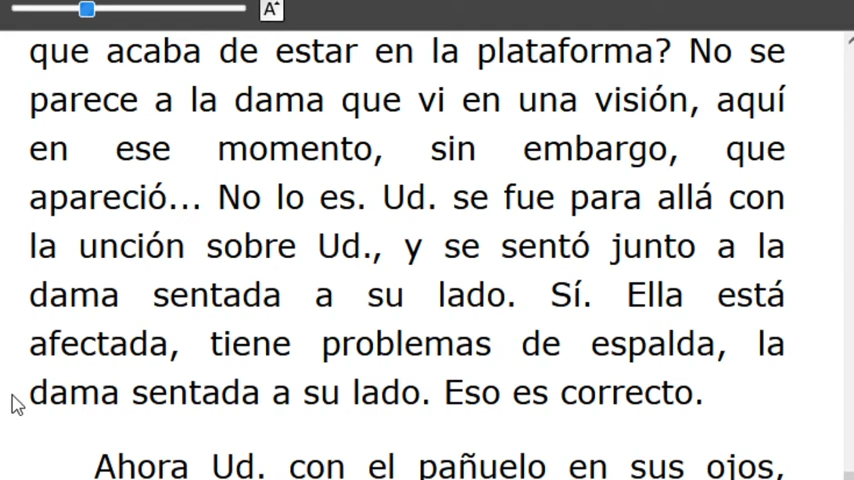 A
que acaba de estar en la plataforma? No se
parece a la dama que vi en una visión, aquí
en ese momento, sin embargo, que
apareció... No lo es. Ud. se fue para allá con
la unción sobre Ud., y se sentó junto a la
dama sentada a su lado. Sí. Ella está
afectada, tiene problemas de espalda, la
dama sentada a su lado. Eso es correcto.
Ahora Ud. con el pañuelo en sus ojos,